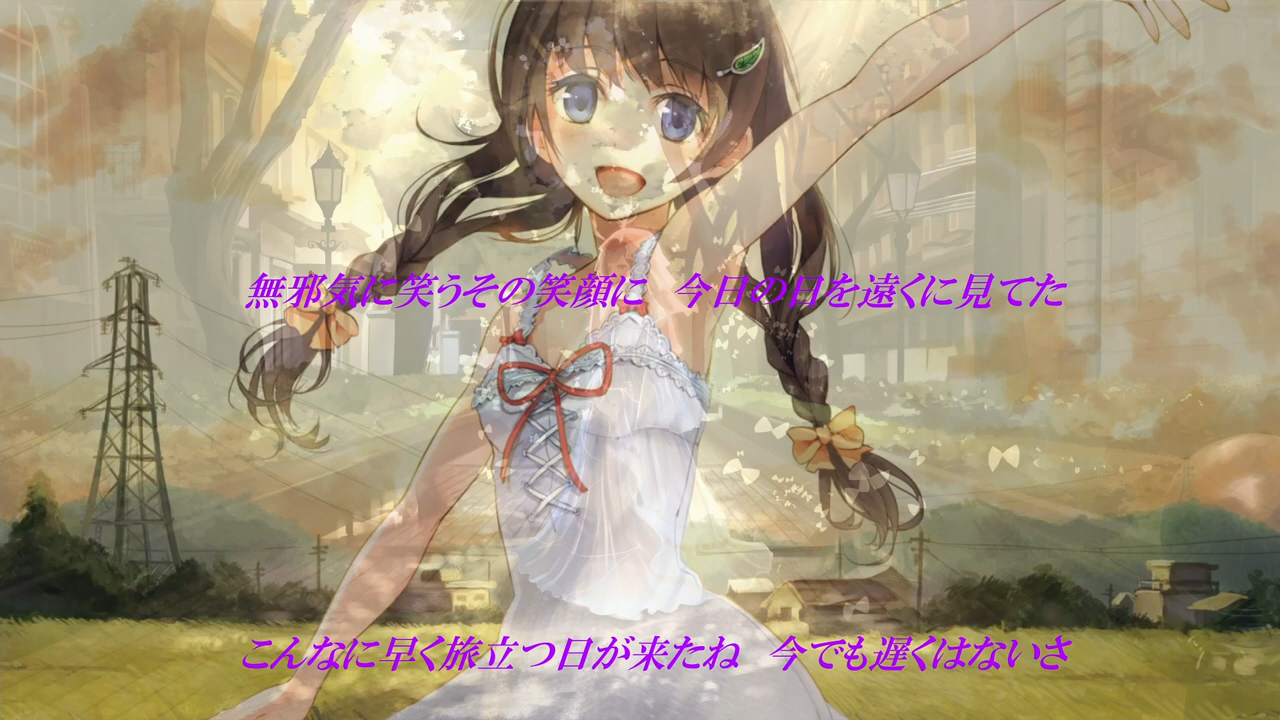 無邪気に笑うその笑顔に　今日の日を遠くに見てた
こんなに早く旅立つ日が来たね　今でも遅くはないさ